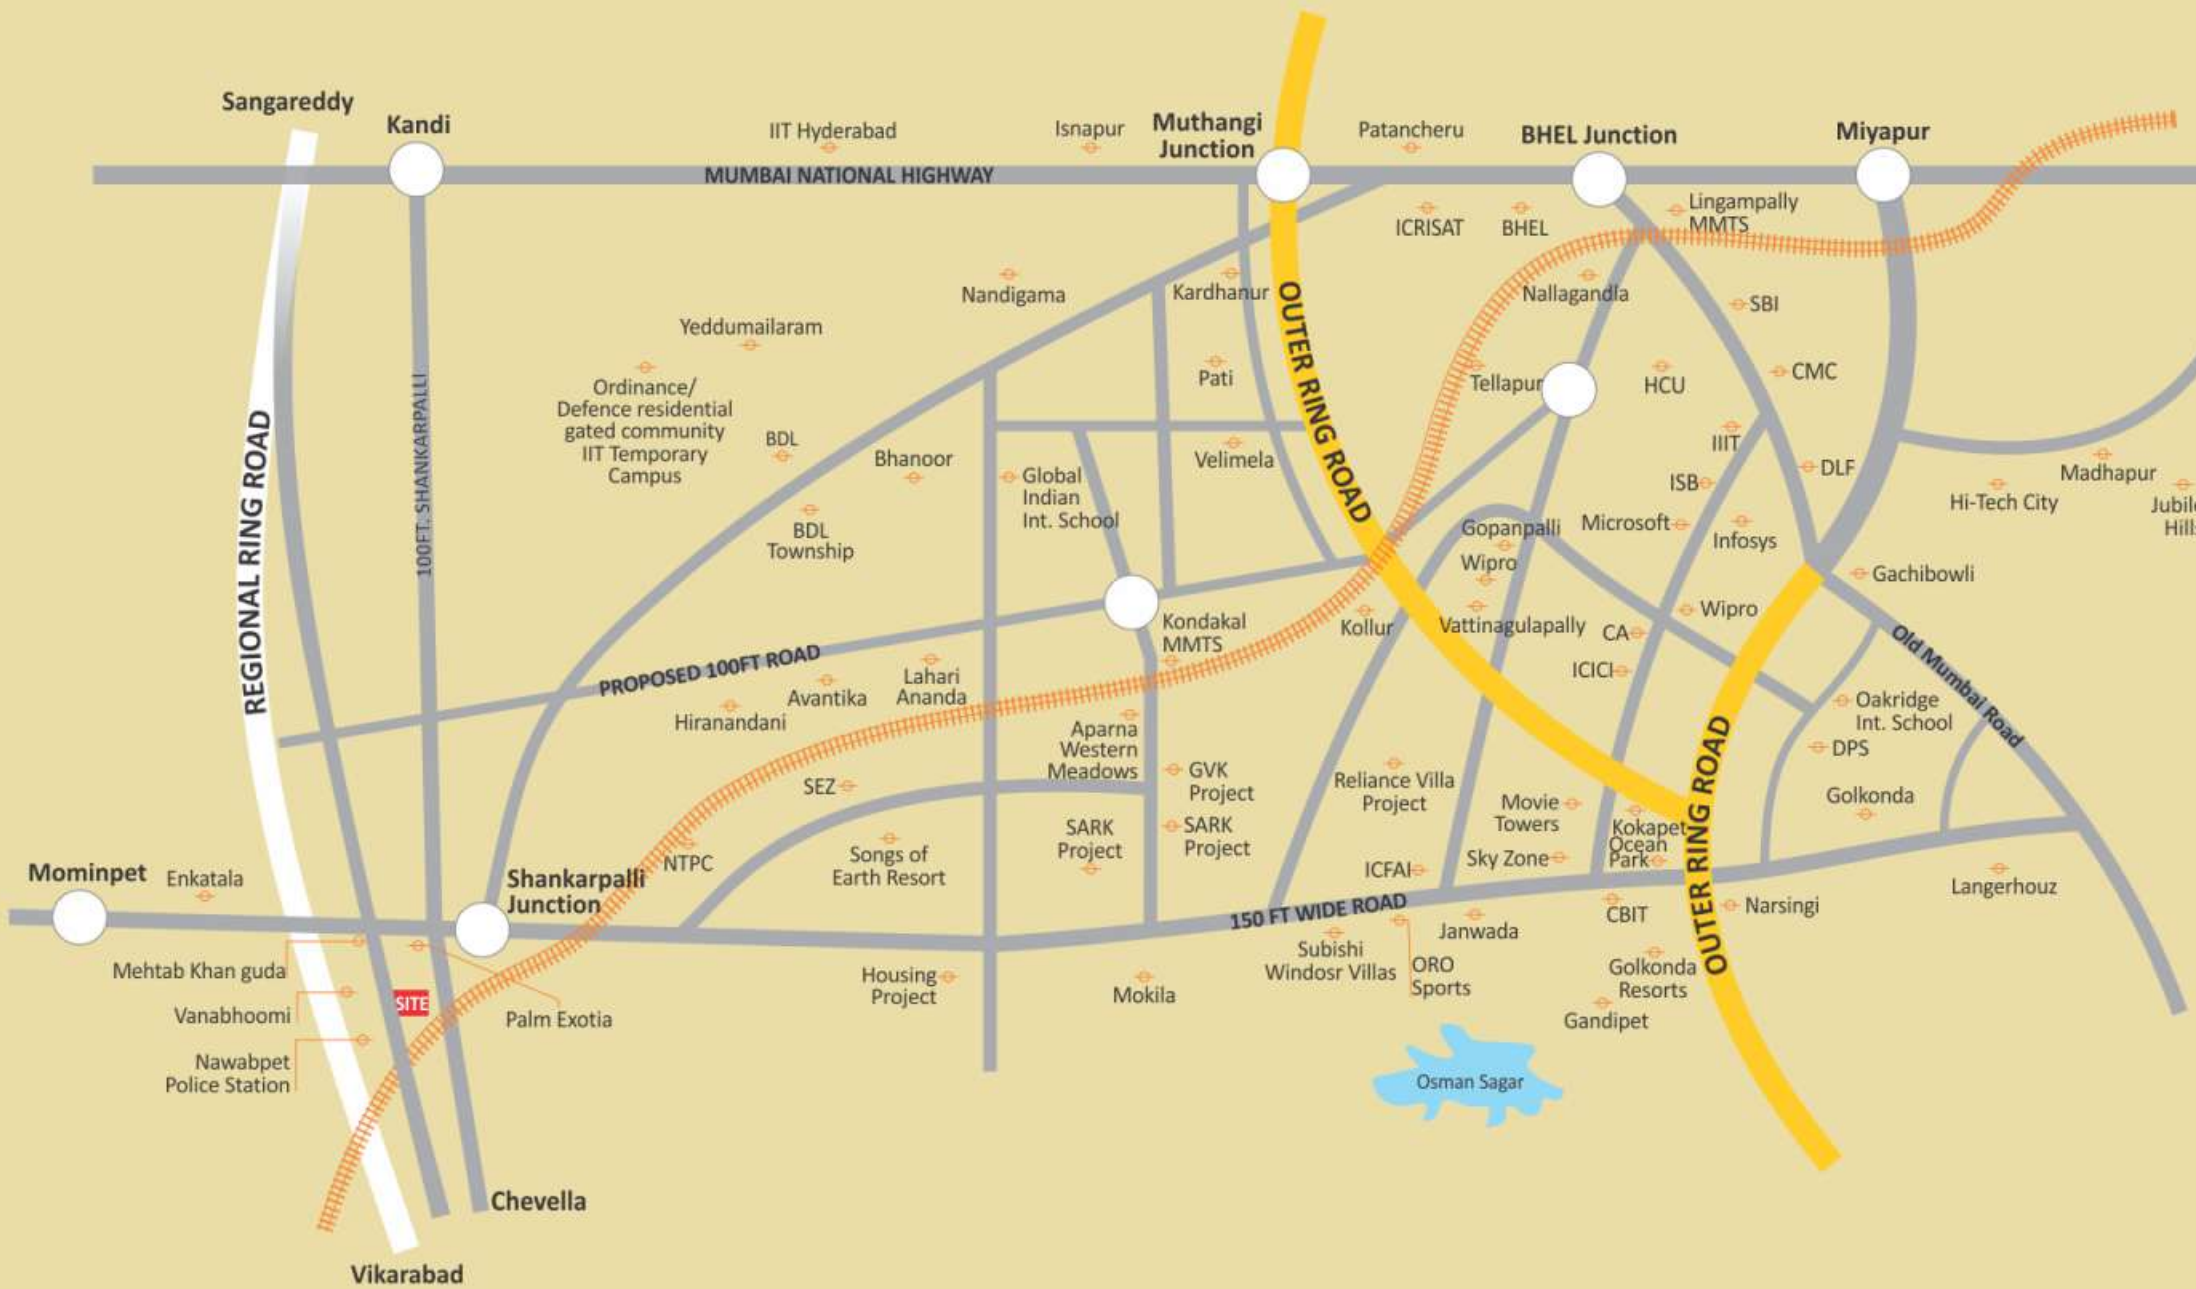 Sangareddy
Kandi
IIT Hyderabad
Isnapur
Muthangi
Junction
Patancheru
BHEL Junction
Miyapur
MUMBAI NATIONAL HIGHWAY
Lingampally
MMTS
ICRISAT
BHEL
Nandigama
Kardhanur
Nallagandla
SBI
Yeddumailaram
OUTER RING ROAD
Ordinance/
Defence residential
gated community
IIT Temporary
Campus
Pati
Tellapur
HCU
CMC
100FT. SHANKARPALLI
REGIONAL RING ROAD
BDL
Bhanoor
Velimela
IIIT
DLF
Madhapur
Global
Indian
Int. School
ISB
Hi-Tech City
BDL
Township
Gopanpalli
Microsoft
Infosys
Wipro
Gachibowli
Kondakal
MMTS
Kollur
Vattinagulapally
CA
Wipro
Old Mumbai Road
PROPOSED 100FT ROAD
Lahari
Ananda
Avantika
Hiranandani
ICICI
Oakridge
Int. School
Aparna
Western
Meadows
DPS
SEZ
GVK
Project
Reliance Villa
Project
Movie
Towers
Golkonda
OUTER RING ROAD
SARK
Project
SARK
Project
Kokapet
Ocean
Park
NTPC
Songs of
Earth Resort
ICFAI
Sky Zone
Mominpet
Enkatala
Shankarpalli
Junction
Langerhouz
150 FT WIDE ROAD
CBIT
Narsingi
OUTER RING ROAD
Janwada
Mehtab Khan guda
Subishi
Windosr Villas
ORO
Sports
Golkonda
Resorts
Housing
Project
Mokila
SITE
Vanabhoomi
Palm Exotia
Gandipet
Nawabpet
Police Station
Osman Sagar
Chevella
Vikarabad